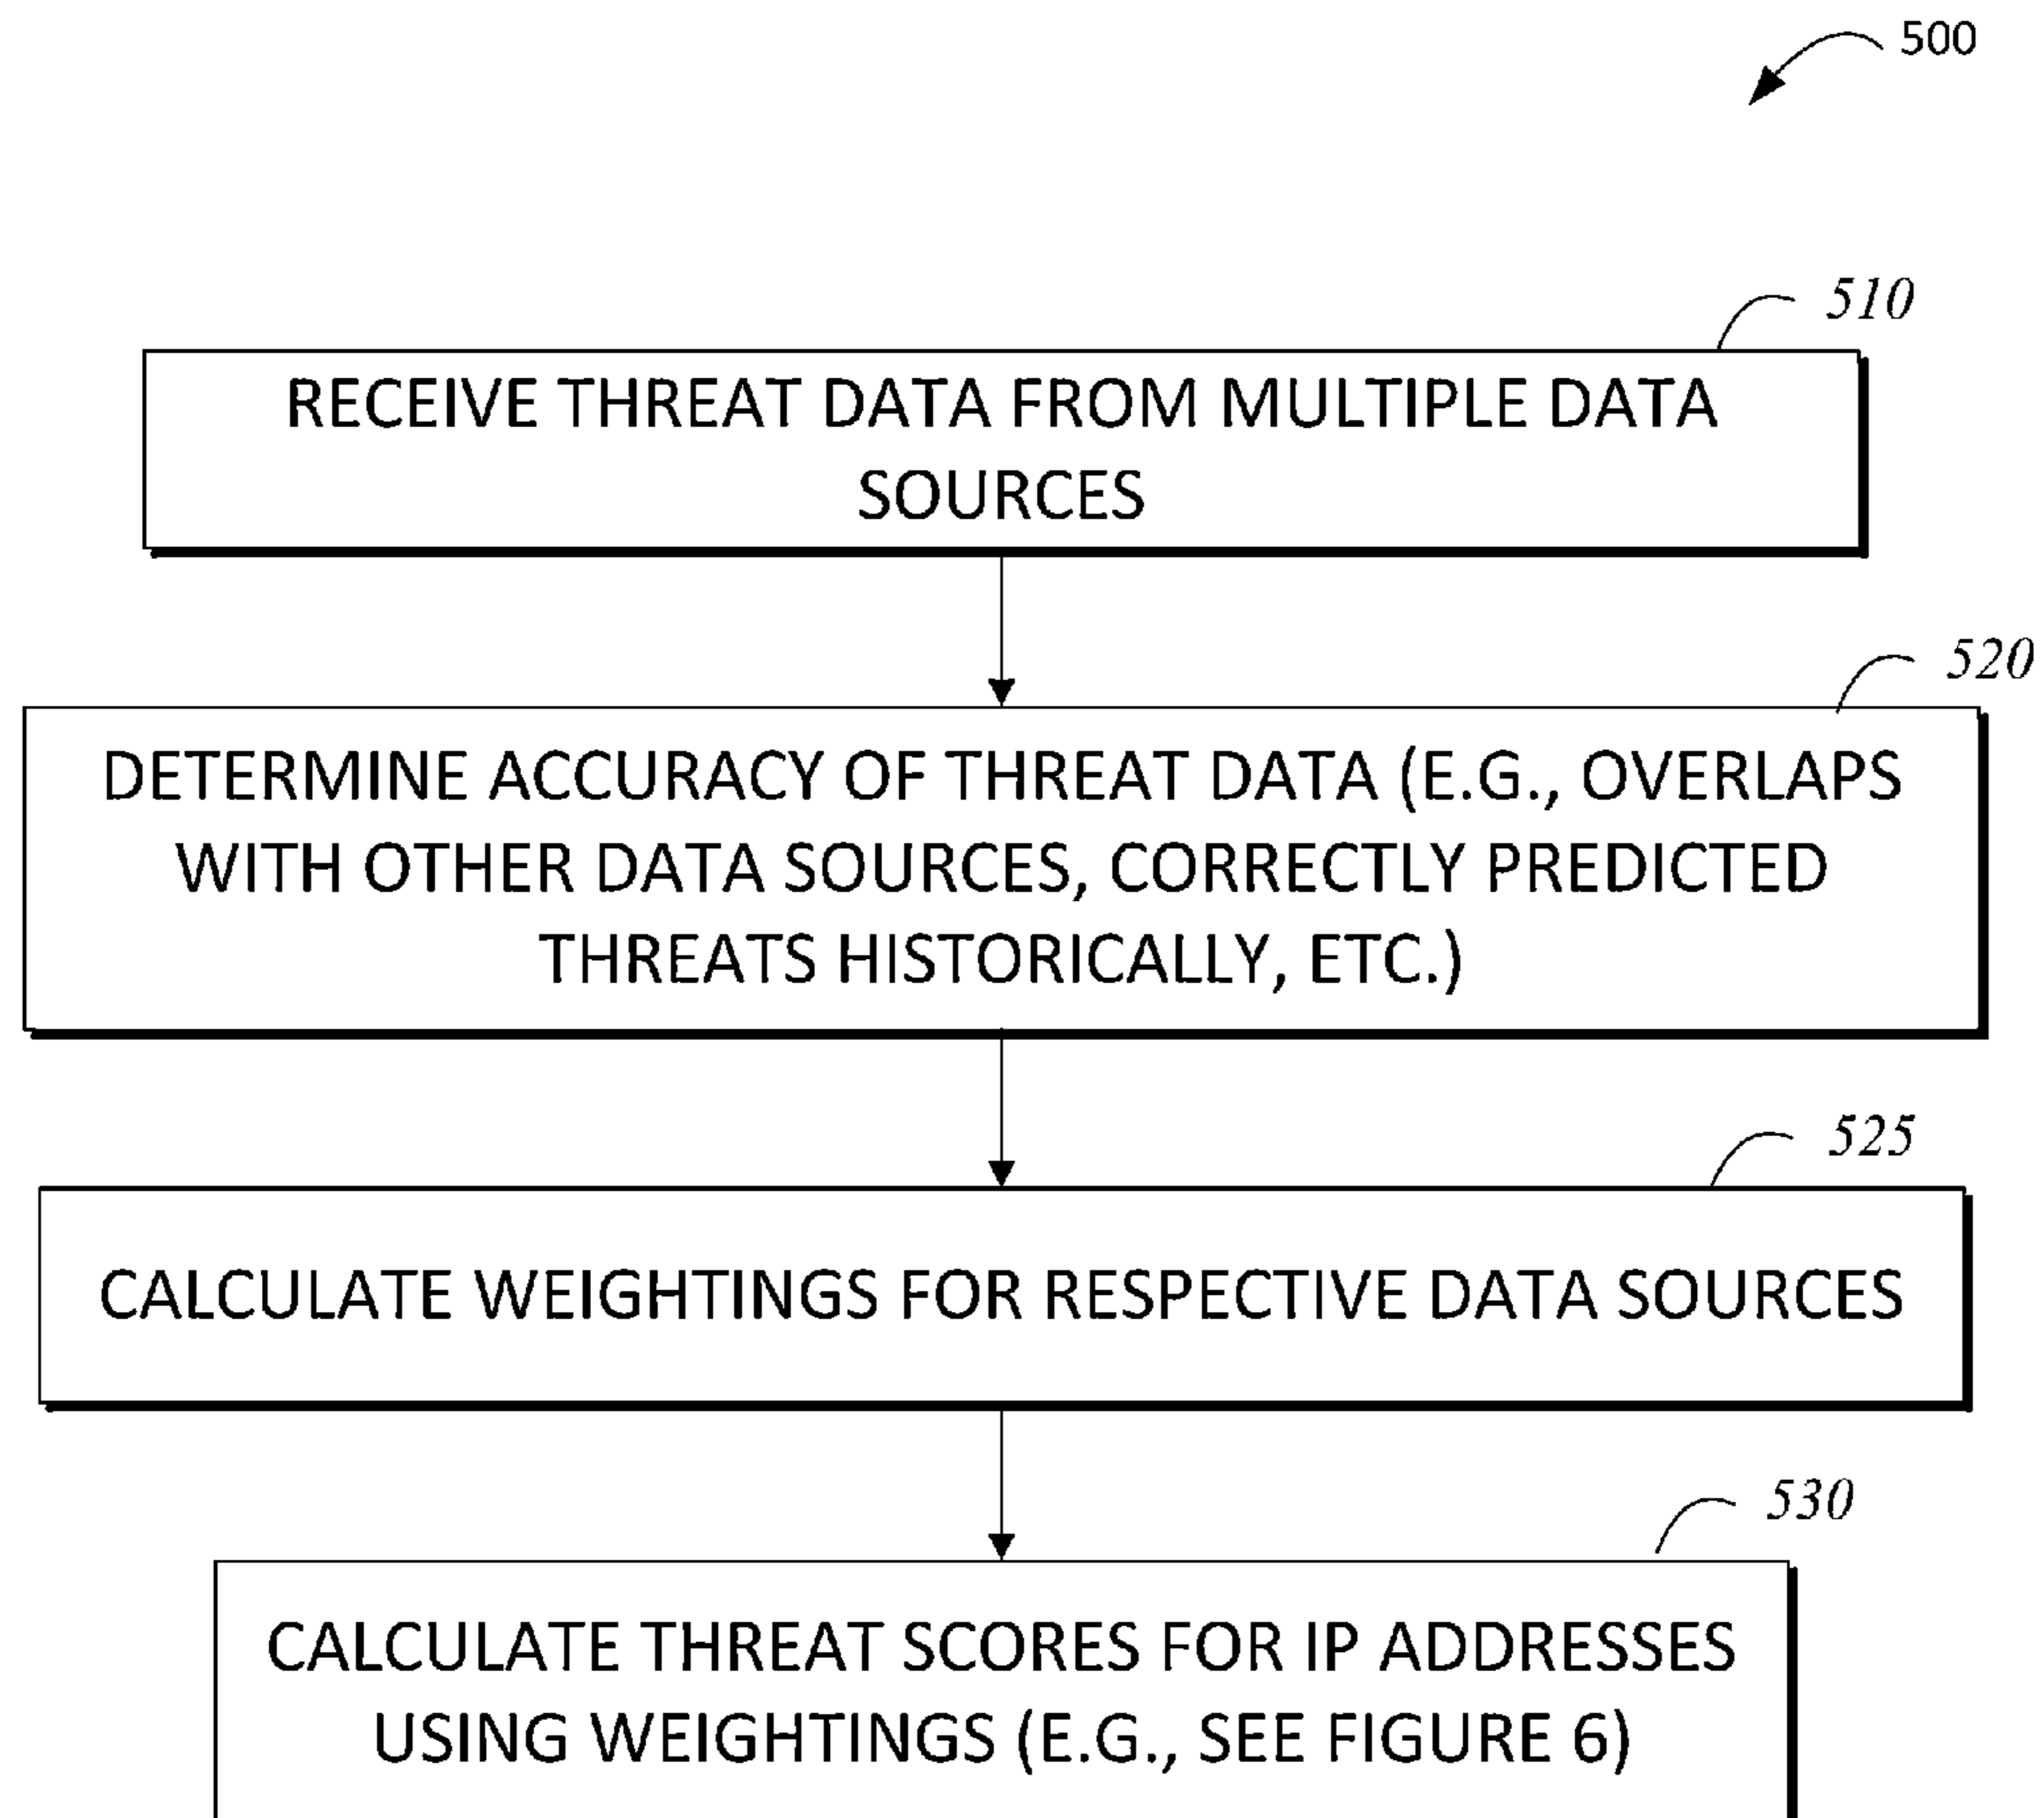 500
510
RECEIVE THREAT DATA FROM MULTIPLE DATA
SOURCES
520
DETERMINE ACCURACY OF THREAT DATA (E.G., OVERLAPS
WITH OTHER DATA SOURCES, CORRECTLY PREDICTED
THREATS HISTORICALLY, ETC.)
525
CALCULATE WEIGHTINGS FOR RESPECTIVE DATA SOURCES
530
CALCULATE THREAT SCORES FOR IP ADDRESSES
USING WEIGHTINGS (E.G., SEE FIGURE 6)